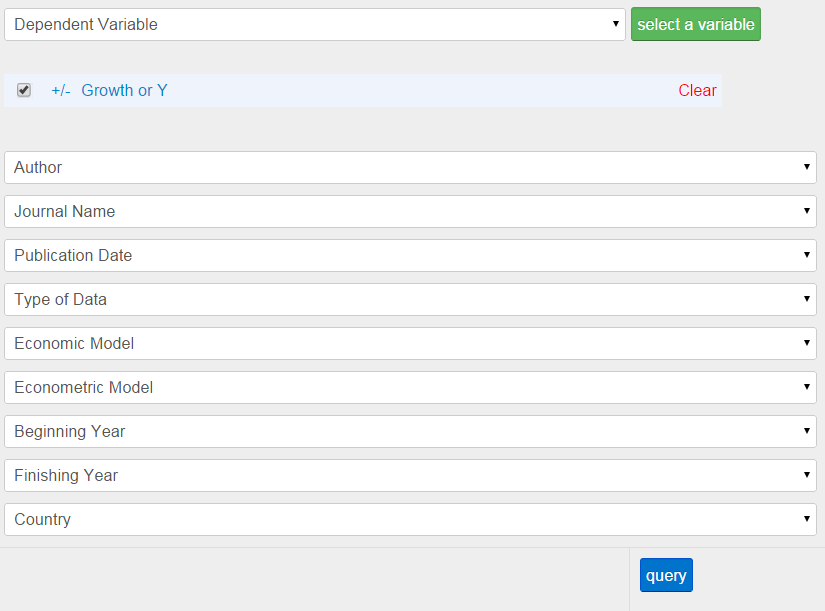 Dependent Variable select a variable
+/- Growth or Y Clear
Author
Journal Name
Publication Date
Type of Data
Economic Model
Econometric Model
Beginning Year
Finishing Year
Country
query